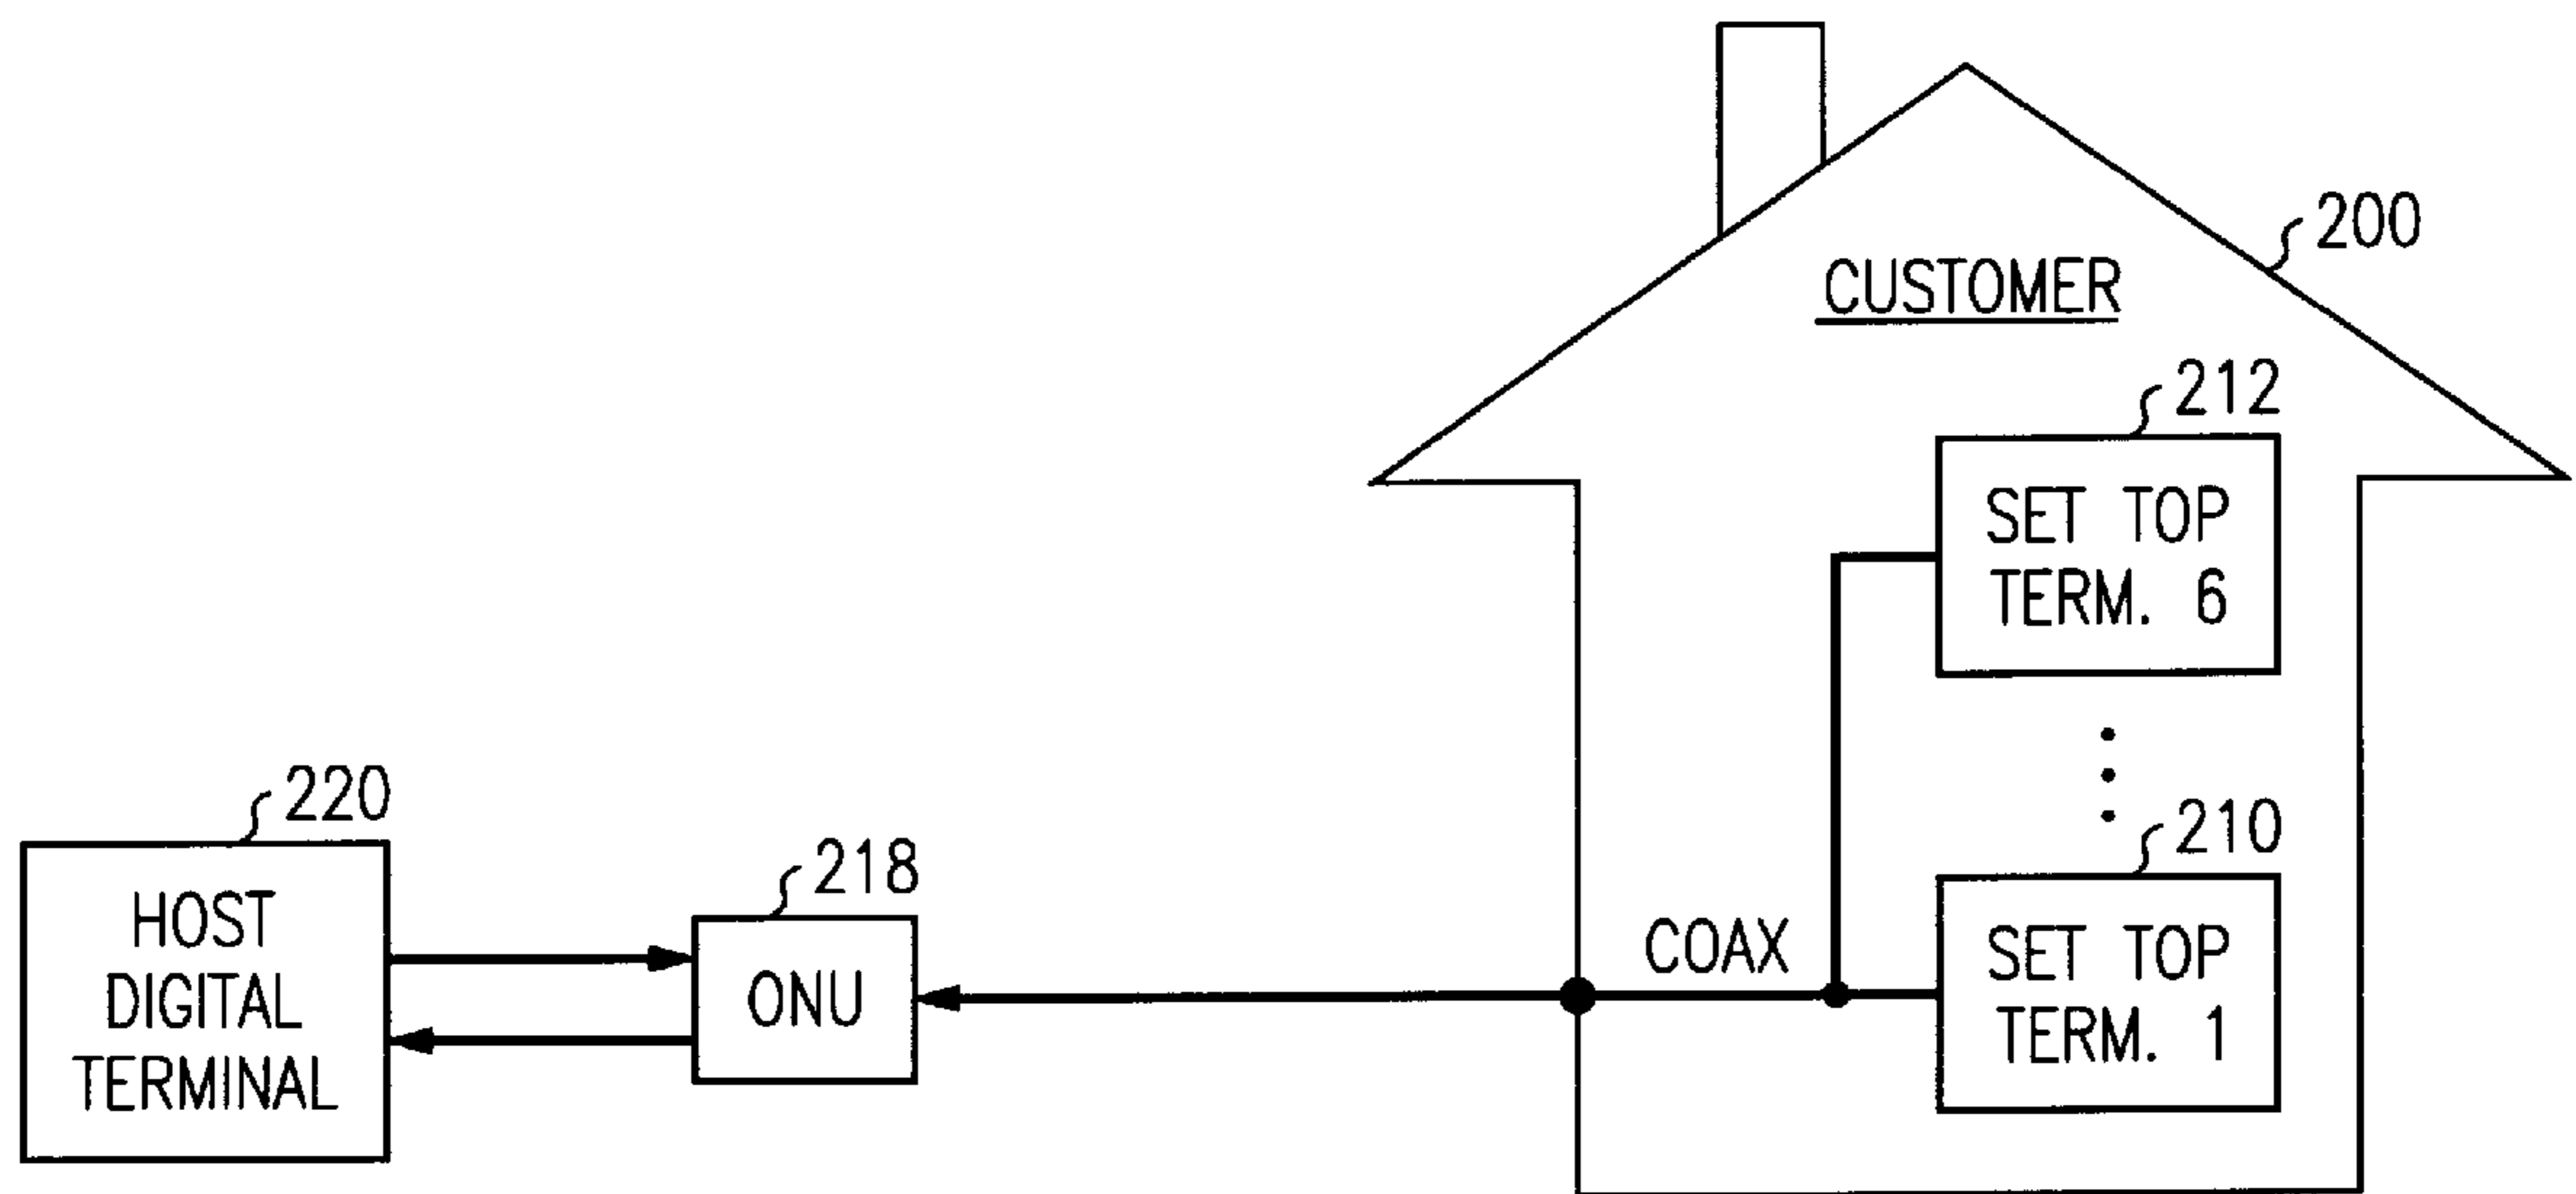 200
CUSTOMER
212
SET TOP
TERM. 6
220
HOST
DIGITAL
TERMINAL
218
ONU
COAX
210
SET TOP
TERM. 1